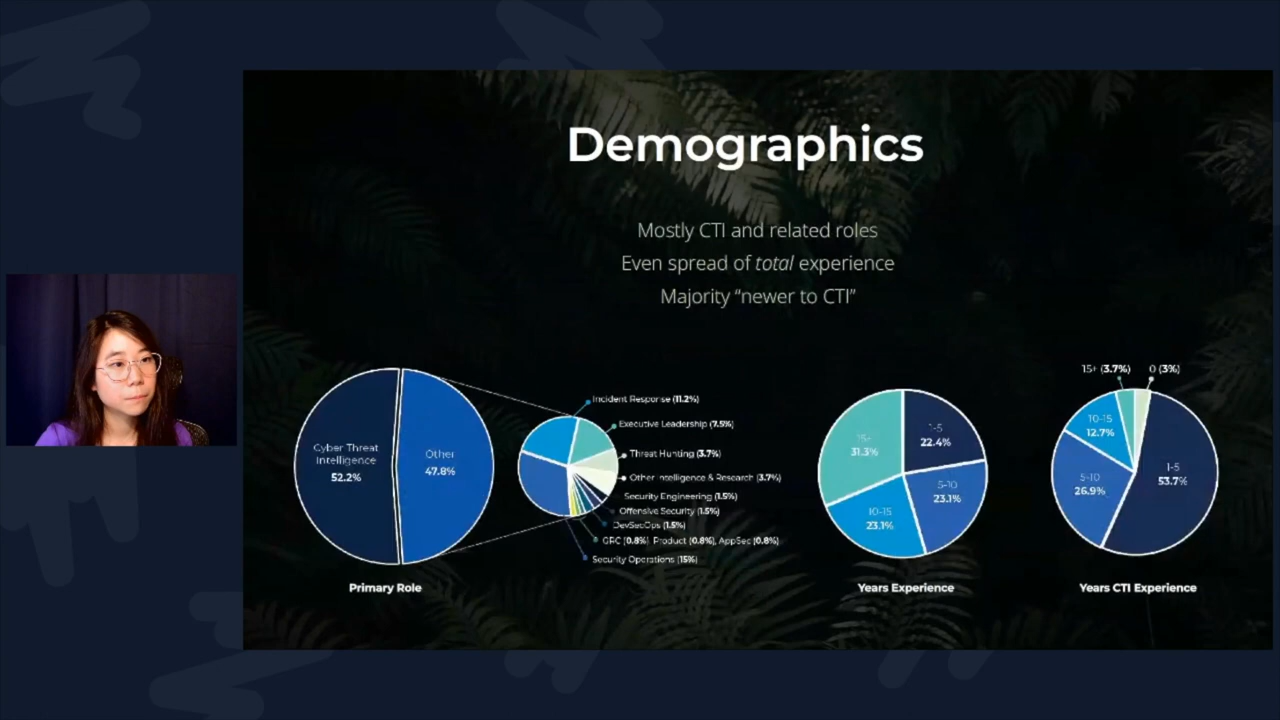 Demographics
Mostly CTI and related roles
Even spread of total experience
Majority “newer to CTI”
Cyber Threat
Intelligence
52.2%
Other
47.8%
Primary Role
Incident Response (11.2%)
Executive Leadership (7.5%)
Threat Hunting (3.7%)
Other Intelligence & Research (3.7%)
Security Engineering (1.5%)
Offensive Security (1.5%)
DevSecOps (1.5%)
GRC (0.8%), Product (0.8%), AppSec (0.8%)
Security Operations (15%)
15+
31.3%
1-5
22.4%
5-10
23.1%
10-15
23.1%
Years Experience
15+ (3.7%)
0 (3%)
10-15
12.7%
5-10
26.9%
1-5
53.7%
Years CTI Experience